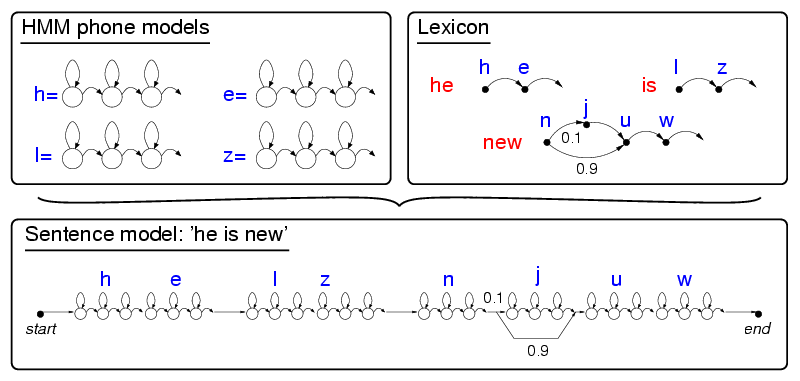 HMM phone models
h=
e=
I=
z=
Lexicon
he
h e
is
I z
new
n j u w
0.1
0.9
Sentence model: 'he is new'
h e I z n j u w
0.1
start
end
0.9